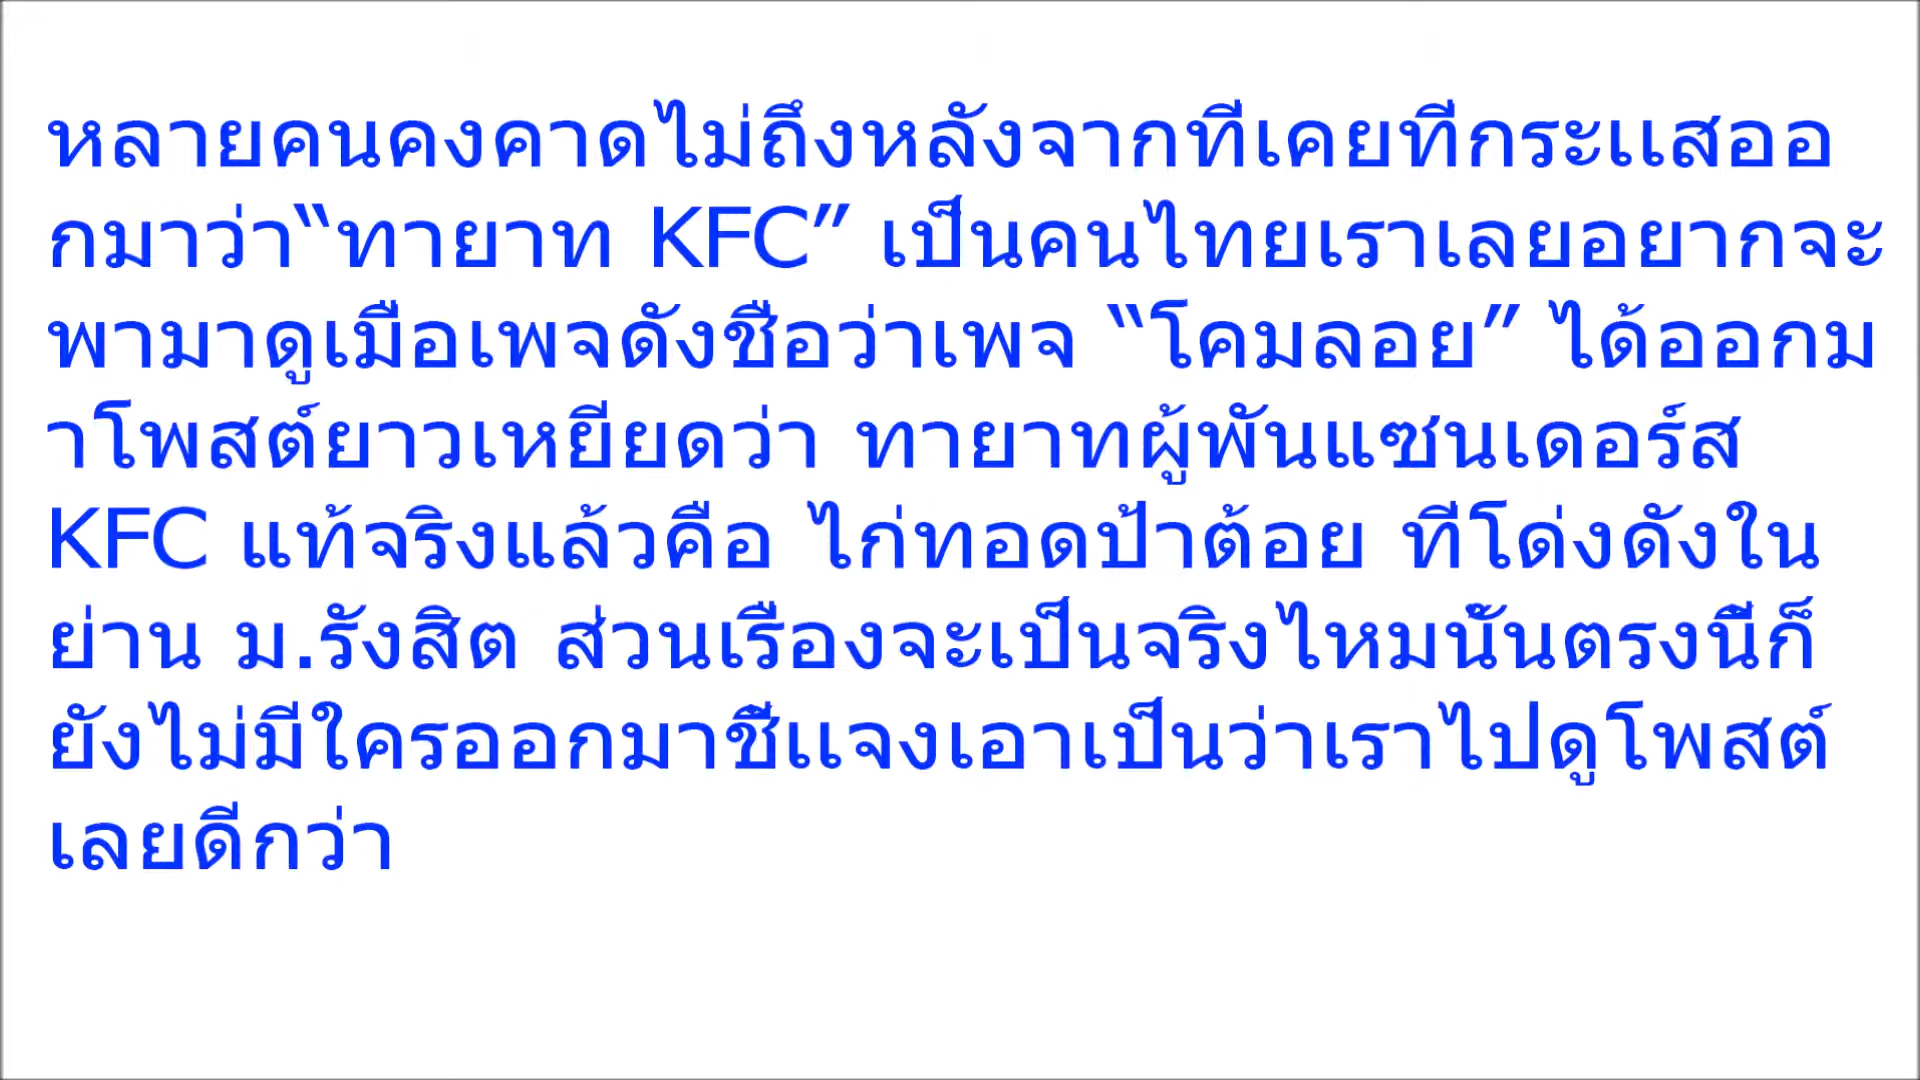 หลายคนคงคาดไม่ถึงหลังจากที่เคยที่กระแสออ
กมาว่า“ทายาท KFC” เป็นคนไทยเราเลยอยากจะ
พามาดูเมื่อเพจดังชื่อว่าเพจ “โคมลอย” ได้ออกม
าโพสต์ยาวเหยียดว่า ทายาทผู้พันแซนเดอร์ส
KFC แท้จริงแล้วคือ ไก่ทอดป้าต้อย ที่โด่งดังใน
ย่าน ม.รังสิต ส่วนเรื่องจะเป็นจริงไหมนั้นตรงนี้ก็
ยังไม่มีใครออกมาชี้แจงเอาเป็นว่าเราไปดูโพสต์
เลยดีกว่า